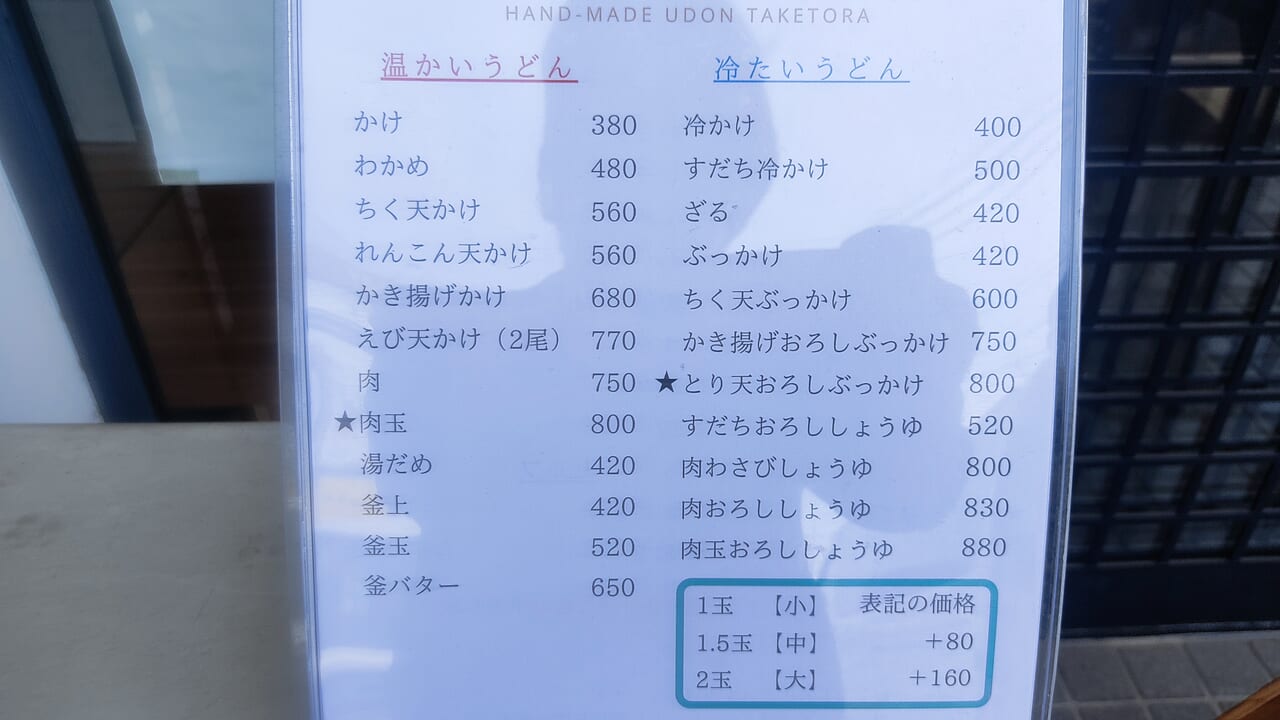 HAND-MADE UDON TAKETORA
温かいうどん
かけ 380
わかめ 480
ちく天かけ 560
れんこん天かけ 560
かき揚げかけ 680
えび天かけ（2尾） 770
肉 750
★肉玉 800
湯だめ 420
釜上 420
釜玉 520
釜バター 650
冷たいうどん
冷かけ 400
すだち冷かけ 500
ざる 420
ぶっかけ 420
ちく天ぶっかけ 600
かき揚げおろしぶっかけ 750
★とり天おろしぶっかけ 800
すだちおろししょうゆ 520
肉わさびしょうゆ 800
肉おろししょうゆ 830
肉玉おろししょうゆ 880
1玉 【小】 表記の価格
1.5玉 【中】 +80
2玉 【大】 +160